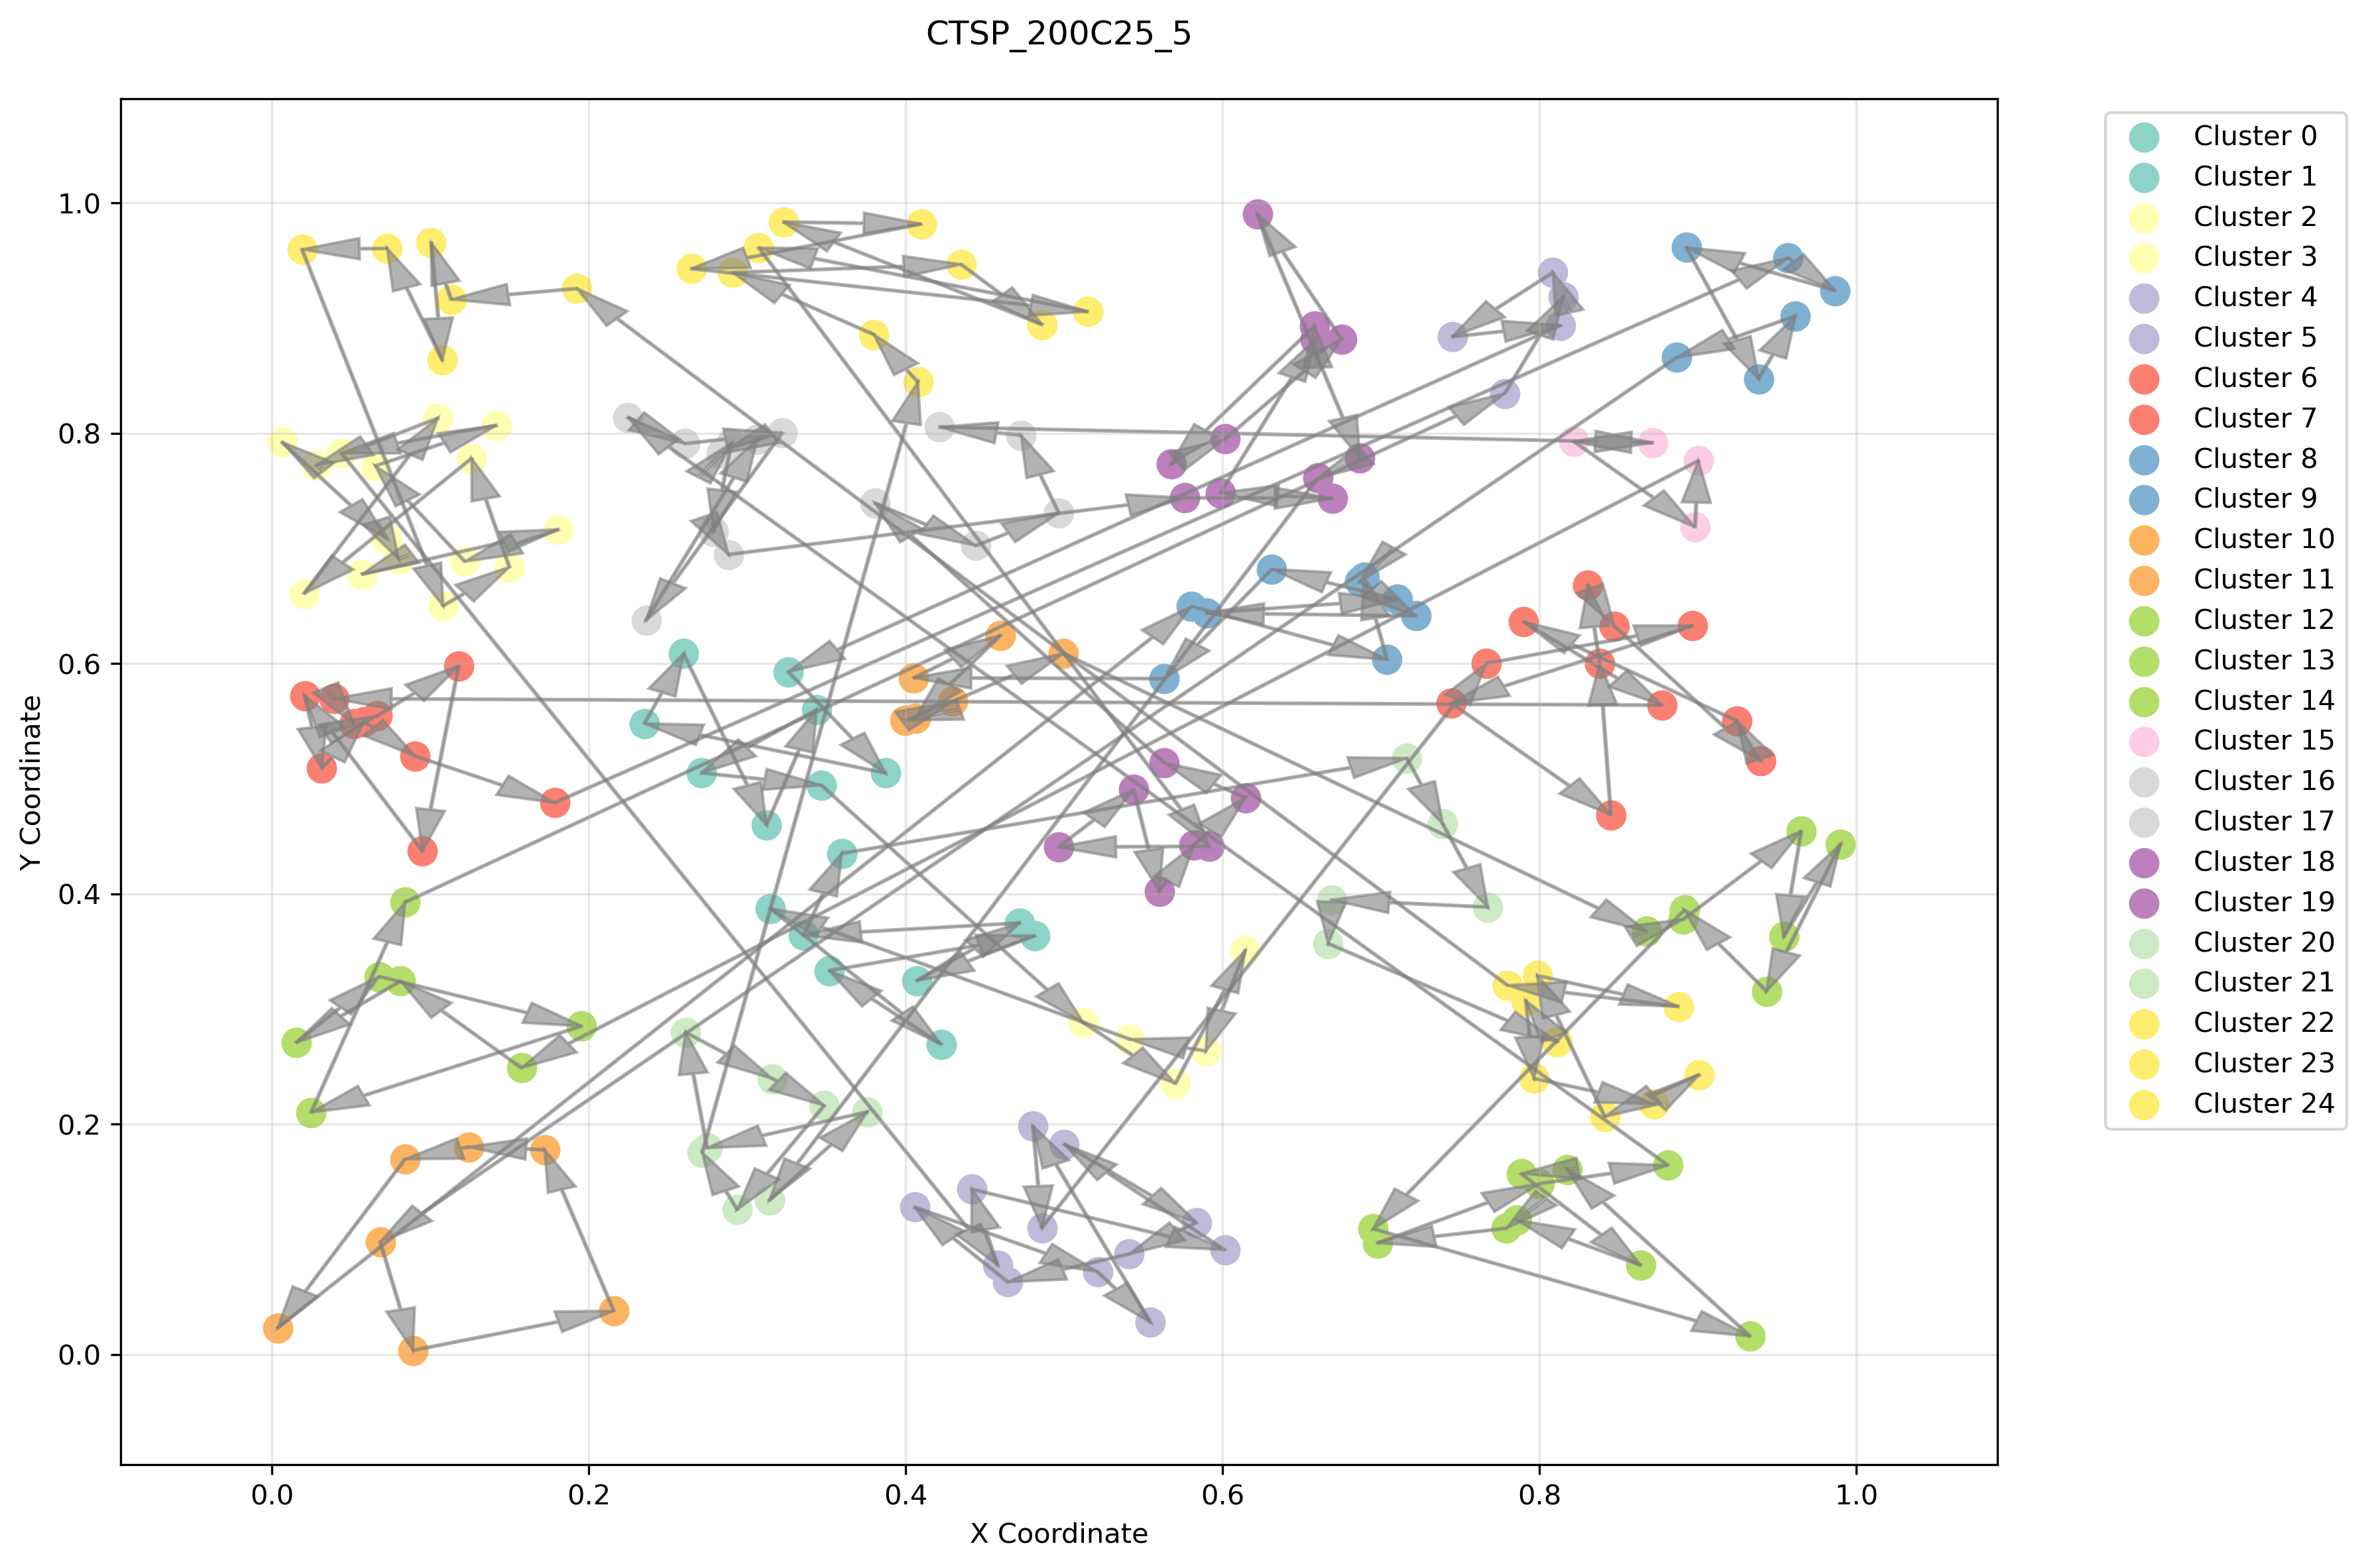 CTSP_200C25_5
1.0
0.8
0.6
0.4
0.2
0.0
Y Coordinate
0.0 0.2 0.4 0.6 0.8 1.0
X Coordinate
Cluster 0
Cluster 1
Cluster 2
Cluster 3
Cluster 4
Cluster 5
Cluster 6
Cluster 7
Cluster 8
Cluster 9
Cluster 10
Cluster 11
Cluster 12
Cluster 13
Cluster 14
Cluster 15
Cluster 16
Cluster 17
Cluster 18
Cluster 19
Cluster 20
Cluster 21
Cluster 22
Cluster 23
Cluster 24